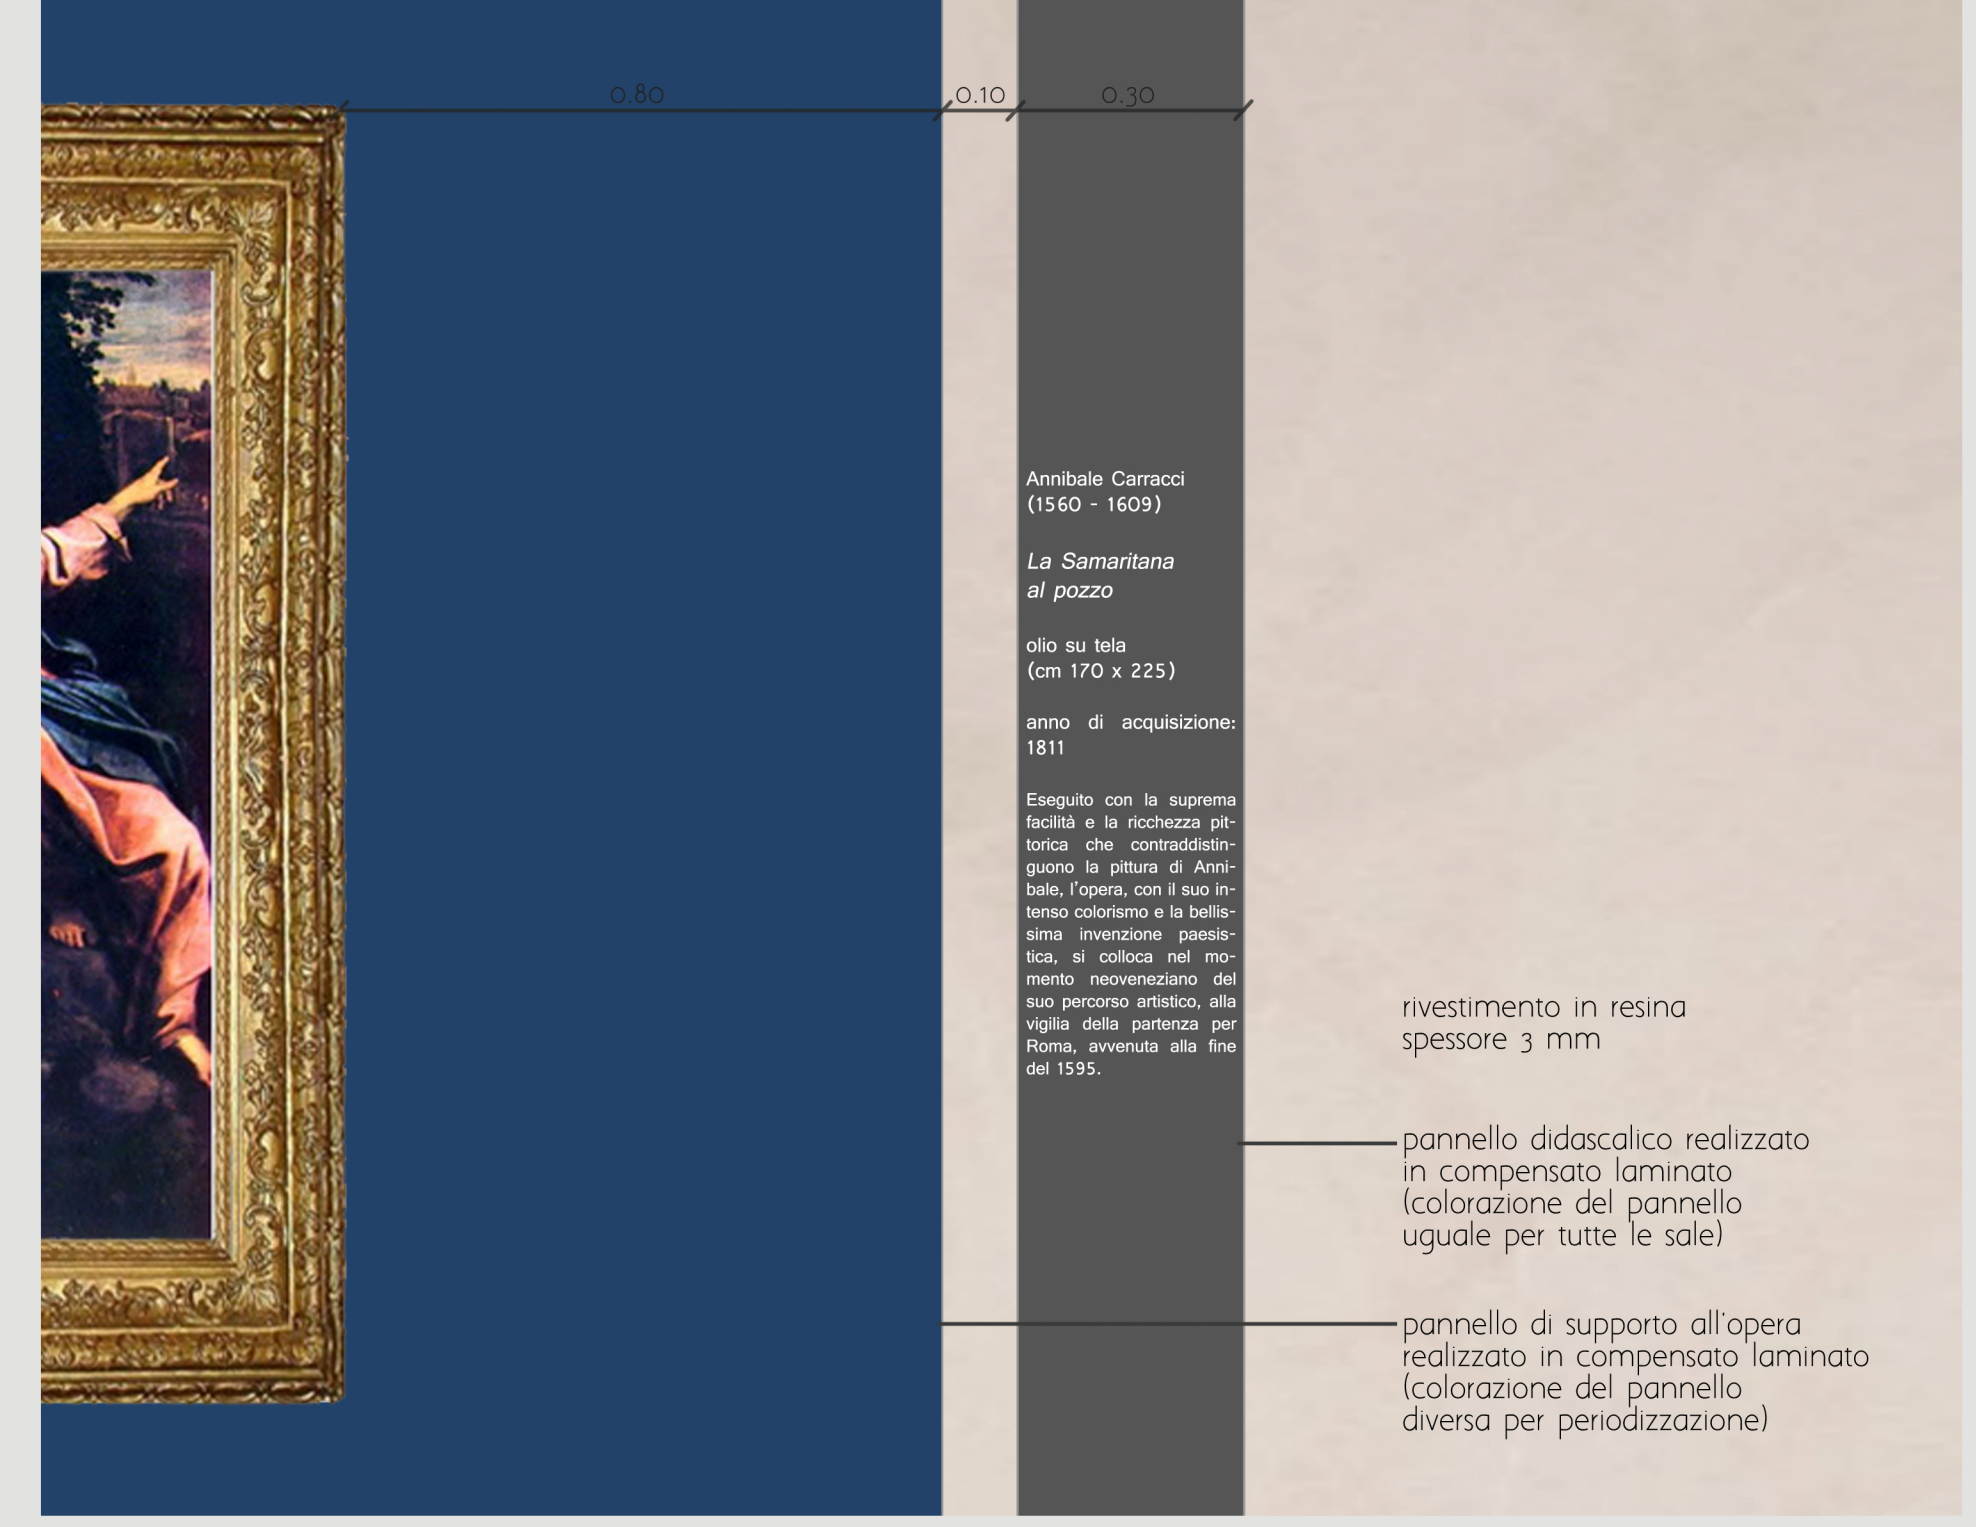 0.80
0.10
0.30
Annibale Carracci
(1560 - 1609)
La Samaritana
al pozzo
olio su tela
(cm 170 x 225)
anno di acquisizione:
1811
Eseguito con la suprema
facilità e la ricchezza pit-
torica che contraddistin-
guono la pittura di Anni-
bale, l'opera, con il suo in-
tenso colorismo e la bellis-
sima invenzione paesis-
tica, si colloca nel mo-
mento neoveneziano del
suo percorso artistico, alla
vigilia della partenza per
Roma, avvenuta alla fine
del 1595.
rivestimento in resina
spessore 3 mm
pannello didascalico realizzato
in compensato laminato
(colorazione del pannello
uguale per tutte le sale)
pannello di supporto all'opera
realizzato in compensato laminato
(colorazione del pannello
diversa per periodizzazione)